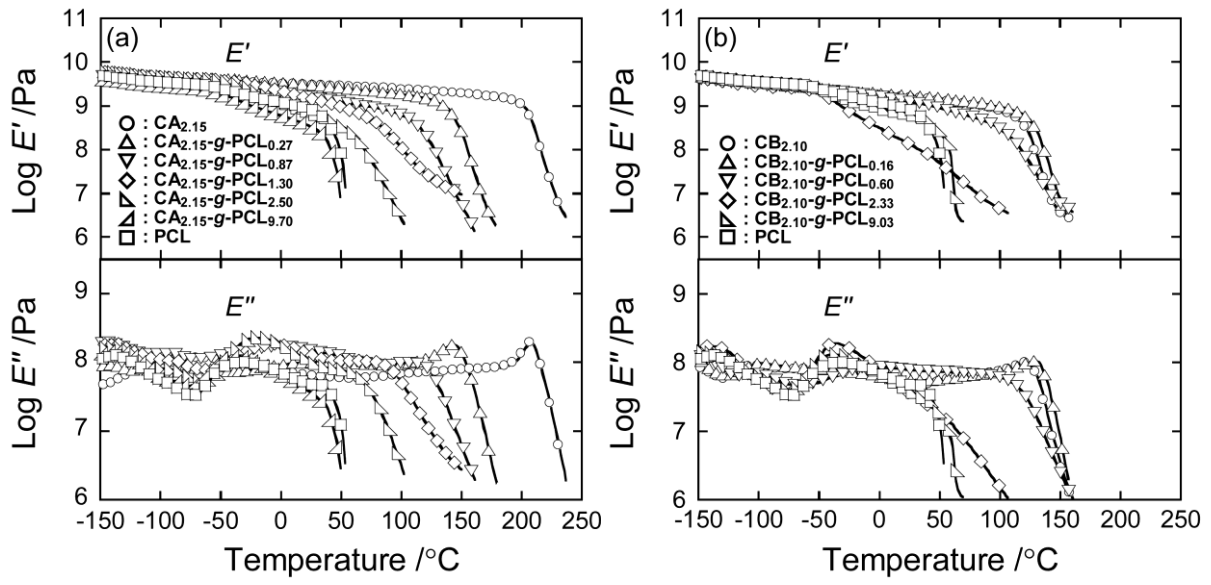 (a)
E′
Log E′ /Pa
11
10
9
8
7
6
5
○ : CA2.15
△ : CA2.15-g-PCL0.27
▽ : CA2.15-g-PCL0.87
◇ : CA2.15-g-PCL1.30
◺ : CA2.15-g-PCL2.50
◿ : CA2.15-g-PCL9.70
□ : PCL
E″
Log E″ /Pa
9
8
7
6
-150 -100 -50 0 50 100 150 200 250
Temperature /°C
(b)
E′
Log E′ /Pa
11
10
9
8
7
6
5
○ : CB2.10
△ : CB2.10-g-PCL0.16
▽ : CB2.10-g-PCL0.60
◇ : CB2.10-g-PCL2.33
◺ : CB2.10-g-PCL9.03
□ : PCL
E″
Log E″ /Pa
9
8
7
6
-150 -100 -50 0 50 100 150 200 250
Temperature /°C